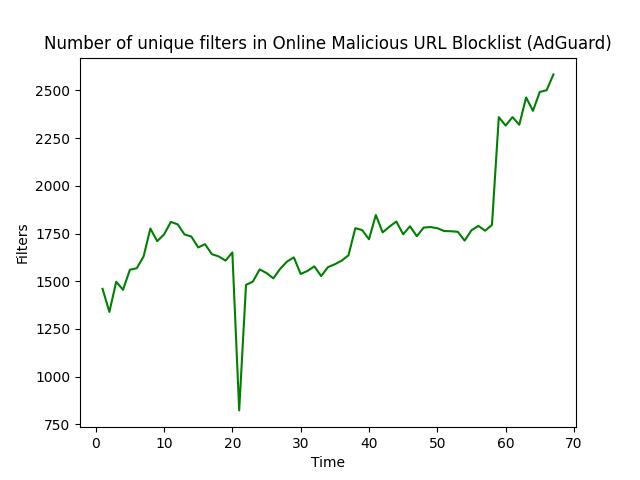 Number of unique filters in Online Malicious URL Blocklist (AdGuard)
2500
2250
2000
1750
1500
1250
1000
750
Filters
0 10 20 30 40 50 60 70
Time